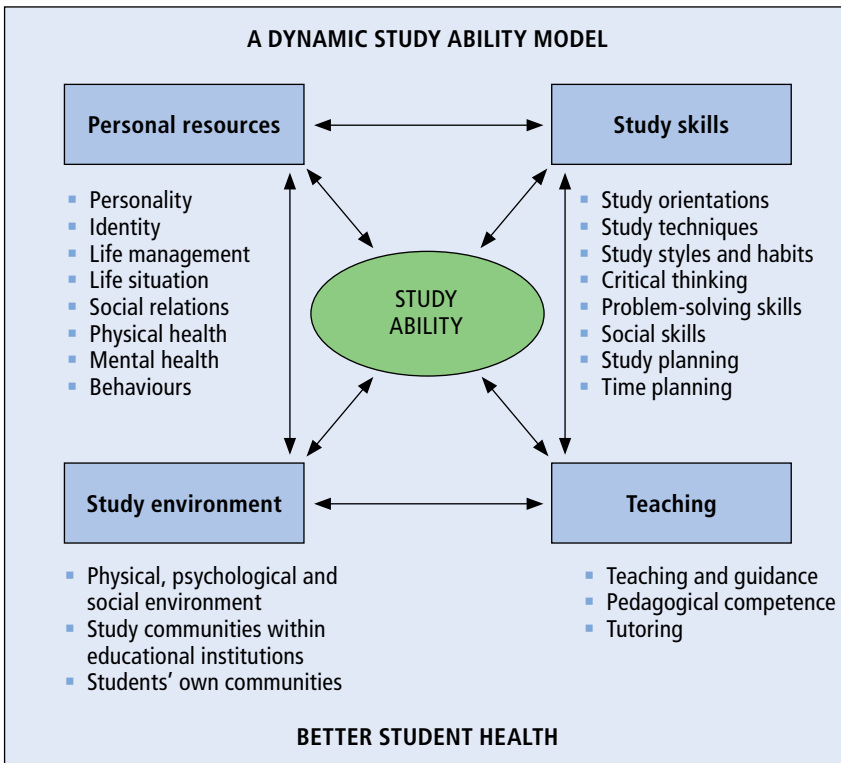 A DYNAMIC STUDY ABILITY MODEL
Personal resources
Study skills
Personality
Identity
Life management
Life situation
Social relations
Physical health
Mental health
Behaviours
STUDY
ABILITY
Study orientations
Study techniques
Study styles and habits
Critical thinking
Problem-solving skills
Social skills
Study planning
Time planning
Study environment
Teaching
Physical, psychological and
social environment
Study communities within
educational institutions
Students’ own communities
Teaching and guidance
Pedagogical competence
Tutoring
BETTER STUDENT HEALTH